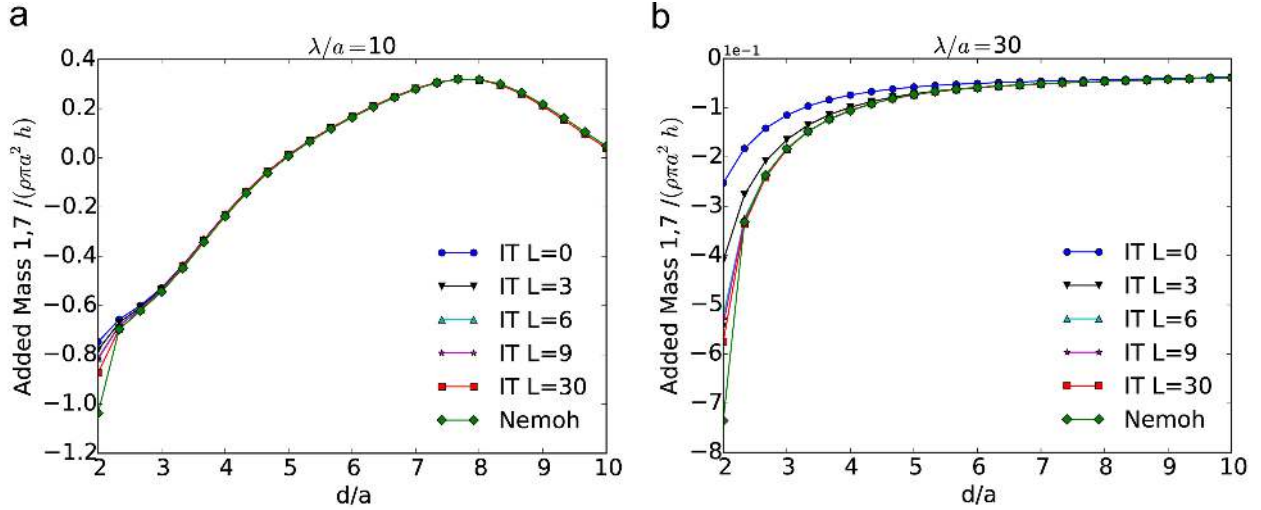 a
λ/a = 10
Added Mass 1,7 /(ρπa² h)
0.4
0.2
0.0
−0.2
−0.4
−0.6
−0.8
−1.0
−1.2
IT L=0
IT L=3
IT L=6
IT L=9
IT L=30
Nemoh
2 3 4 5 6 7 8 9 10
d/a
b
λ/a = 30
1e−1
Added Mass 1,7 /(ρπa² h)
0
−1
−2
−3
−4
−5
−6
−7
−8
IT L=0
IT L=3
IT L=6
IT L=9
IT L=30
Nemoh
2 3 4 5 6 7 8 9 10
d/a